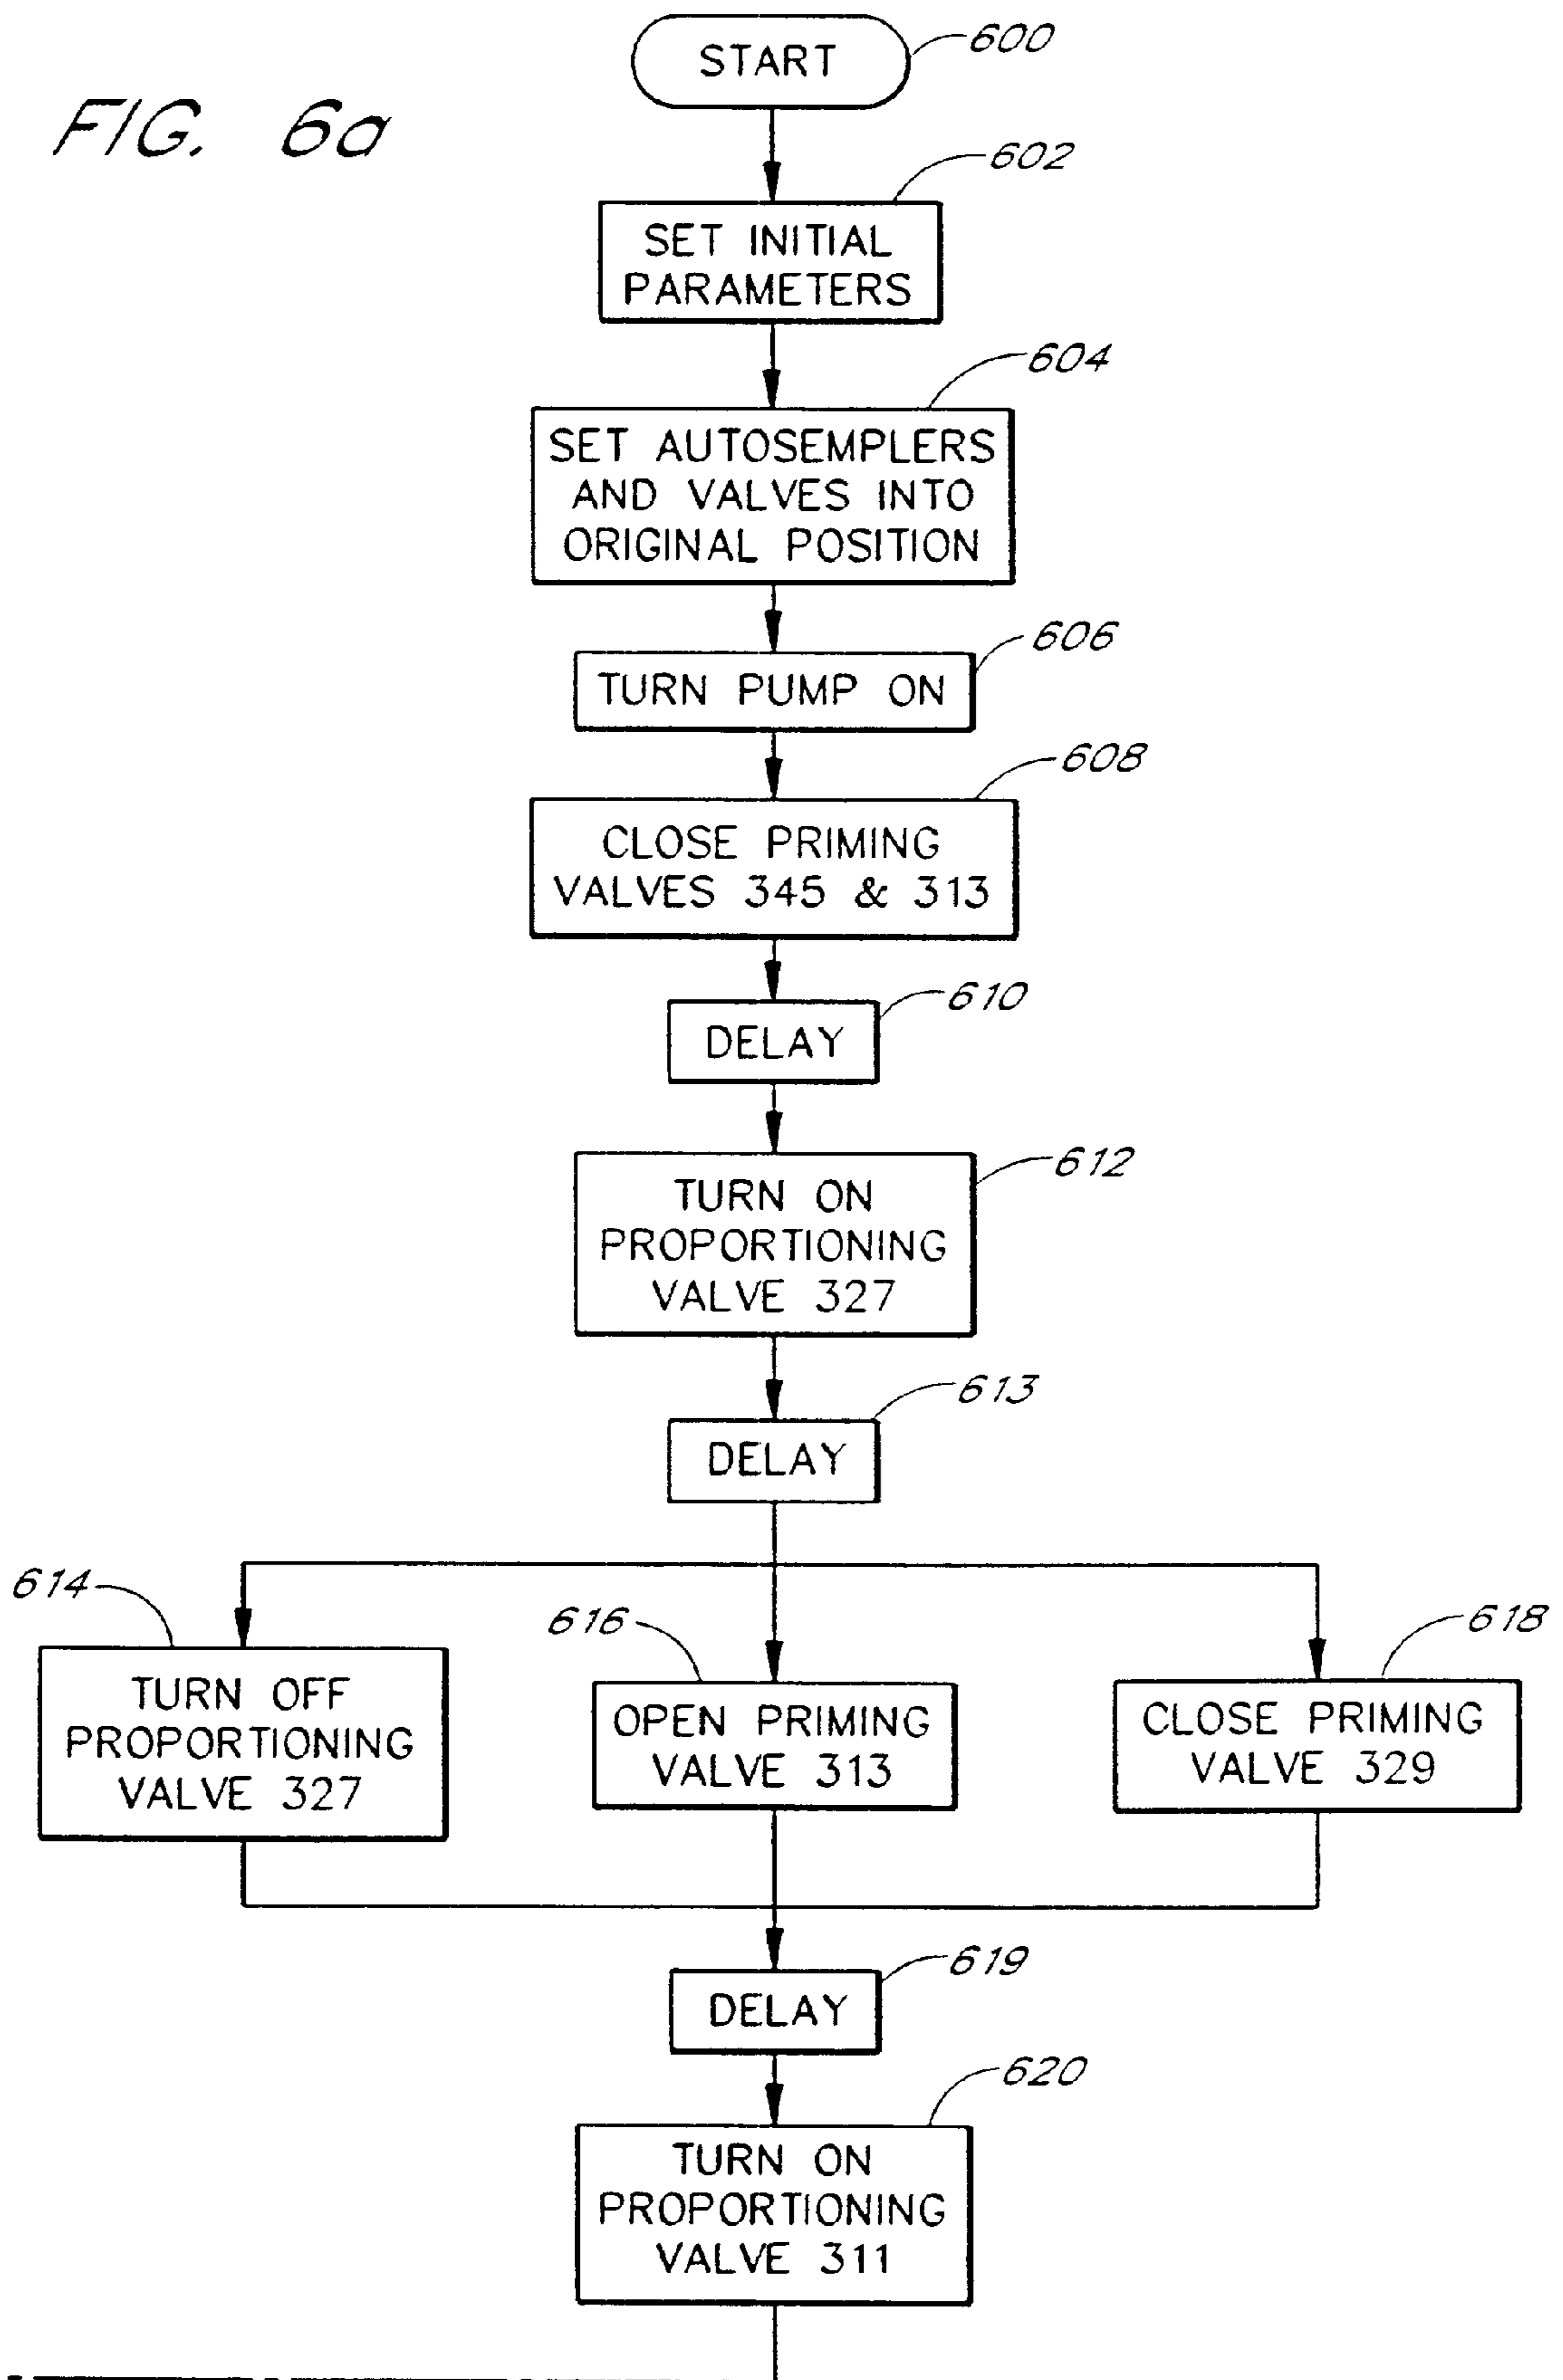 FIG. 6a
START
600
602
SET INITIAL
PARAMETERS
604
SET AUTOSEMPLERS
AND VALVES INTO
ORIGINAL POSITION
606
TURN PUMP ON
608
CLOSE PRIMING
VALVES 345 & 313
610
DELAY
612
TURN ON
PROPORTIONING
VALVE 327
613
DELAY
614
TURN OFF
PROPORTIONING
VALVE 327
616
OPEN PRIMING
VALVE 313
618
CLOSE PRIMING
VALVE 329
619
DELAY
620
TURN ON
PROPORTIONING
VALVE 311